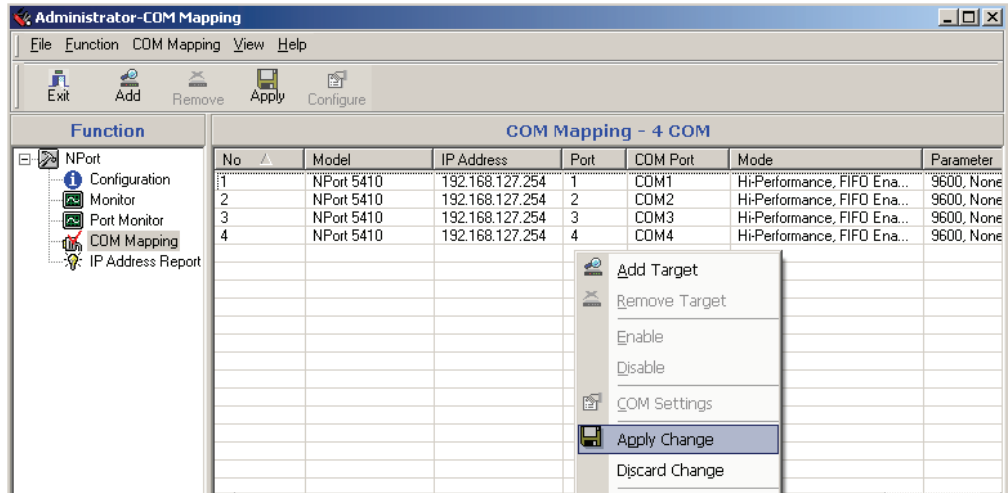 Administrator-COM Mapping
File Function COM Mapping View Help
Exit Add Remove Apply Configure
Function
COM Mapping - 4 COM
NPort
Configuration
Monitor
Port Monitor
COM Mapping
IP Address Report
No Model IP Address Port COM Port Mode Parameter
1 NPort 5410 192.168.127.254 1 COM1 Hi-Performance, FIFO Ena... 9600, None
2 NPort 5410 192.168.127.254 2 COM2 Hi-Performance, FIFO Ena... 9600, None
3 NPort 5410 192.168.127.254 3 COM3 Hi-Performance, FIFO Ena... 9600, None
4 NPort 5410 192.168.127.254 4 COM4 Hi-Performance, FIFO Ena... 9600, None
Add Target
Remove Target
Enable
Disable
COM Settings
Apply Change
Discard Change